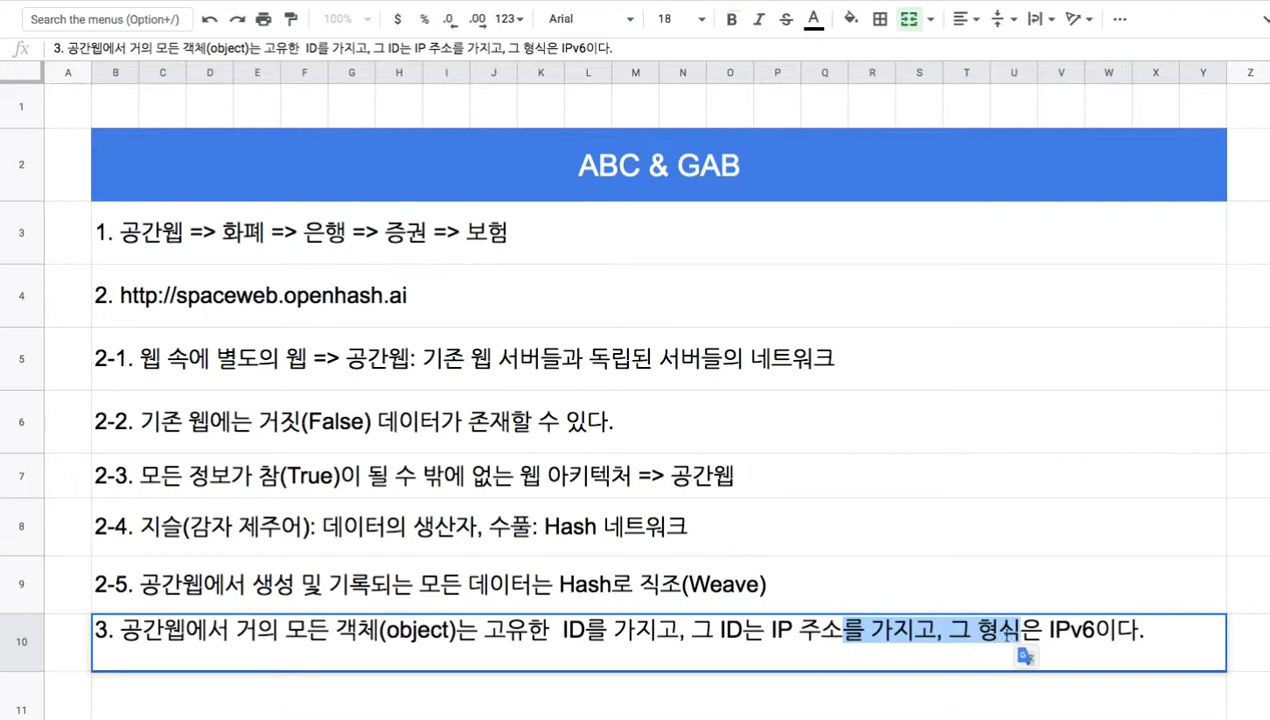 Search the menus (Option+/) 100% $ % .0 .00 123 Arial 18 B I S A
fx 3. 공간웹에서 거의 모든 객체(object)는 고유한  ID를 가지고, 그 ID는 IP 주소를 가지고, 그 형식은 IPv6이다.
A B C D E F G H I J K L M N O P Q R S T U V W X Y Z
1
2 ABC & GAB
3 1. 공간웹 => 화폐 => 은행 => 증권 => 보험
4 2. http://spaceweb.openhash.ai
5 2-1. 웹 속에 별도의 웹 => 공간웹: 기존 웹 서버들과 독립된 서버들의 네트워크
6 2-2. 기존 웹에는 거짓(False) 데이터가 존재할 수 있다.
7 2-3. 모든 정보가 참(True)이 될 수 밖에 없는 웹 아키텍처 => 공간웹
8 2-4. 지슬(감자 제주어): 데이터의 생산자, 수풀: Hash 네트워크
9 2-5. 공간웹에서 생성 및 기록되는 모든 데이터는 Hash로 직조(Weave)
10 3. 공간웹에서 거의 모든 객체(object)는 고유한  ID를 가지고, 그 ID는 IP 주소를 가지고, 그 형식은 IPv6이다.
11